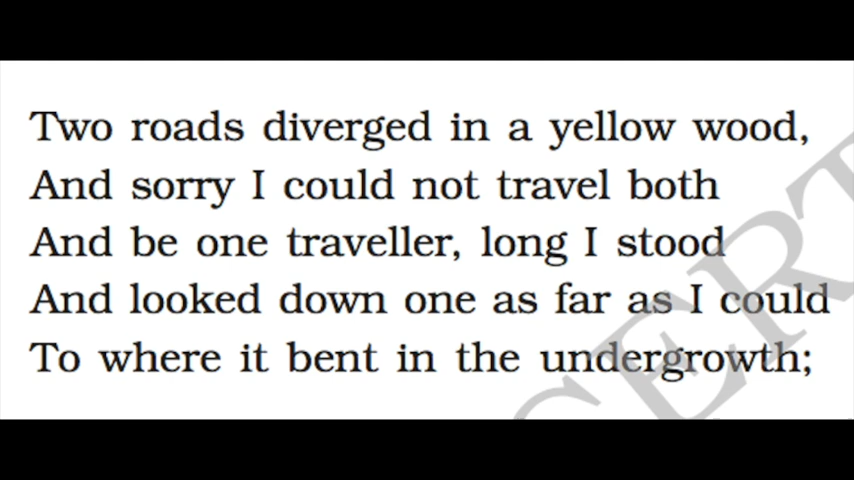 Two roads diverged in a yellow wood,
And sorry I could not travel both
And be one traveller, long I stood
And looked down one as far as I could
To where it bent in the undergrowth;
CERT